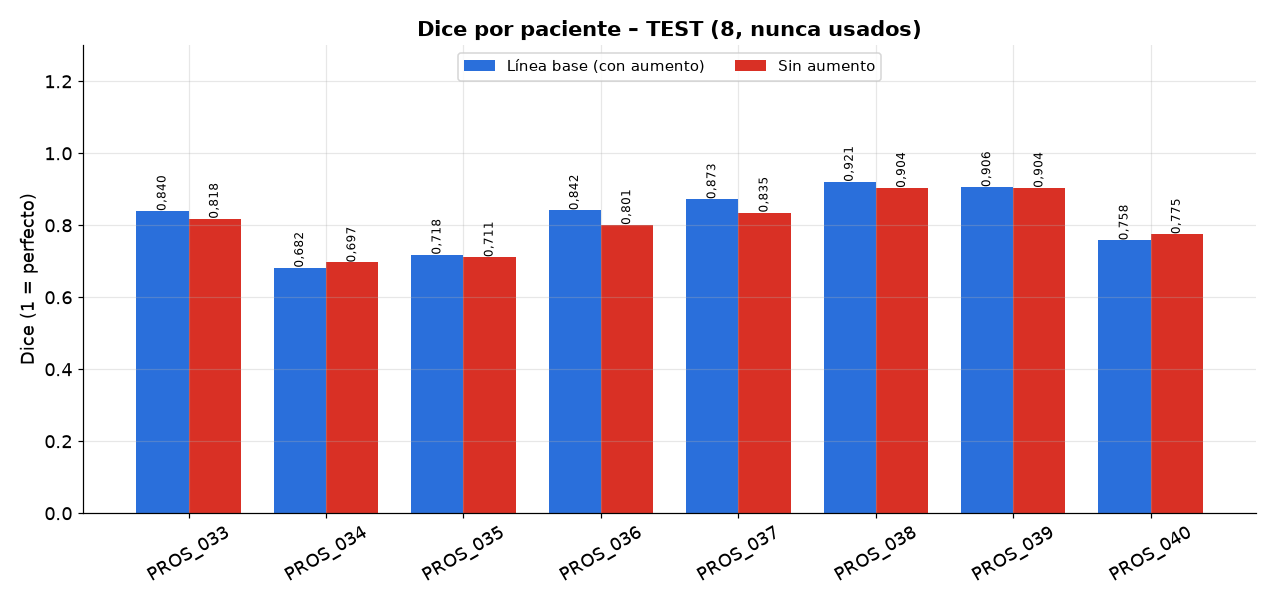 Dice por paciente – TEST (8, nunca usados)
Línea base (con aumento) Sin aumento
Dice (1 = perfecto)
1.2
1.0
0.8
0.6
0.4
0.2
0.0
0,840 0,818 0,682 0,697 0,718 0,711 0,842 0,801 0,873 0,835 0,921 0,904 0,906 0,904 0,758 0,775
PROS_033 PROS_034 PROS_035 PROS_036 PROS_037 PROS_038 PROS_039 PROS_040